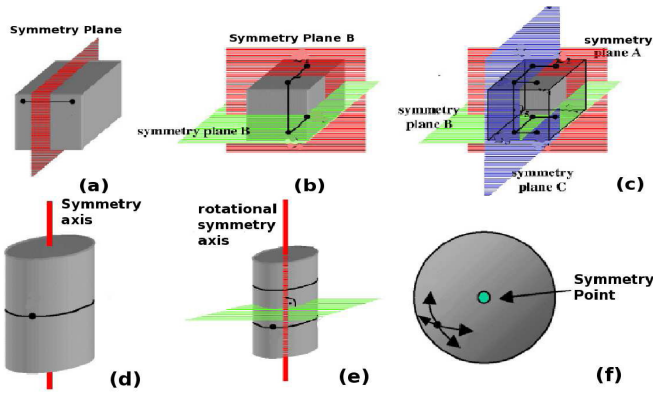 Symmetry Plane
(a)
Symmetry Plane B
symmetry plane B
(b)
symmetry
plane A
symmetry
plane B
symmetry
plane C
(c)
Symmetry
axis
(d)
rotational
symmetry
axis
(e)
Symmetry
Point
(f)